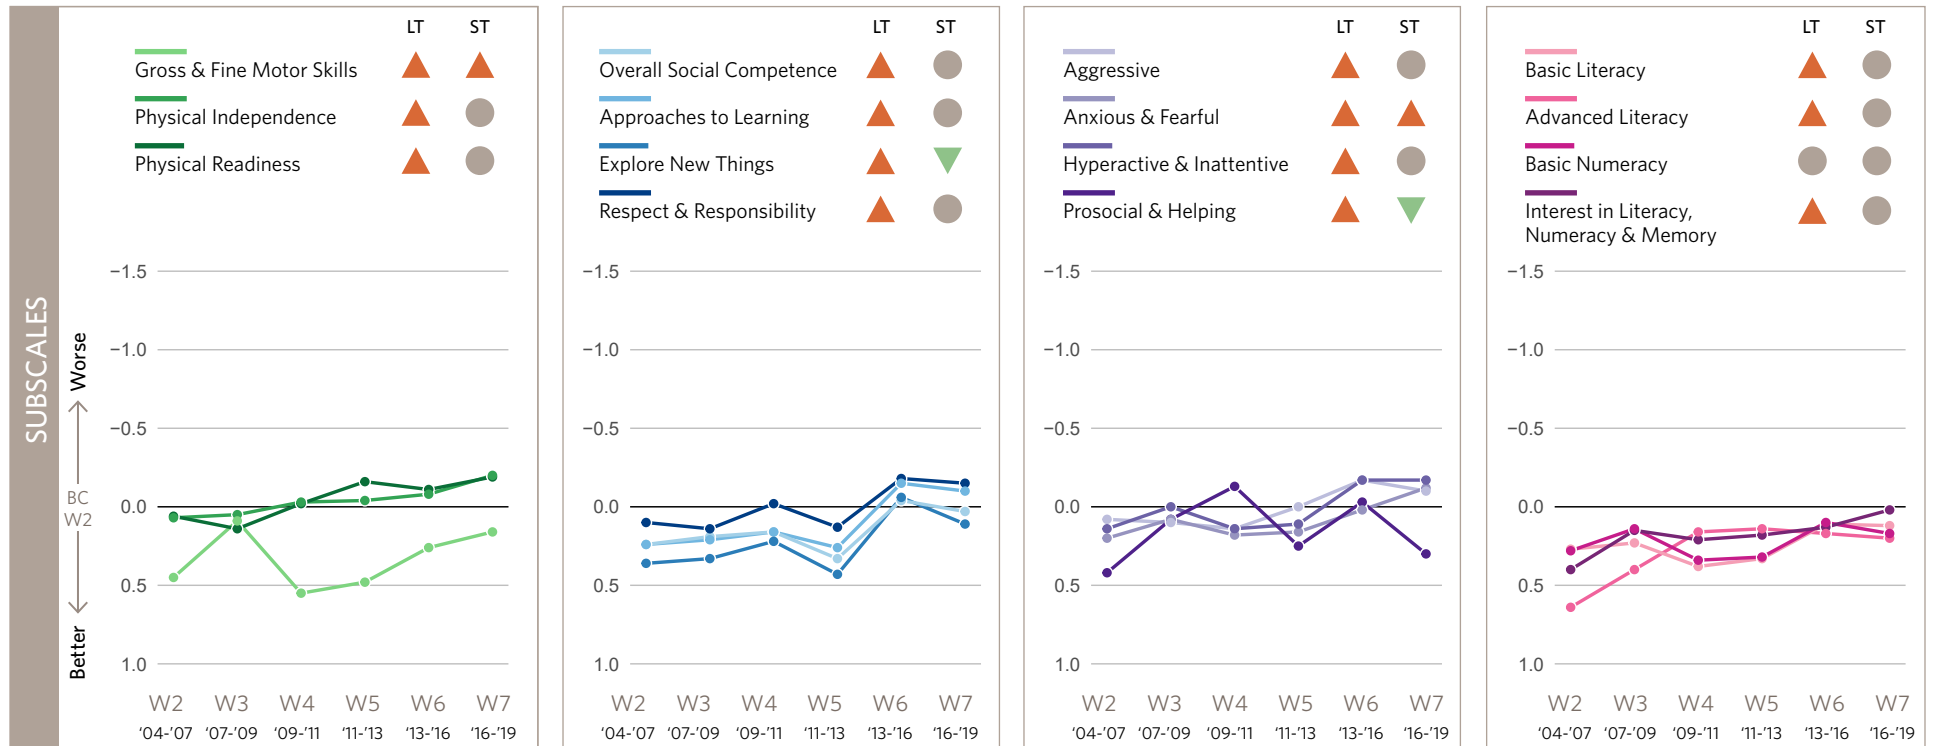 SUBSCALES
Worse
BC
W2
Better
LT ST
Gross & Fine Motor Skills
Physical Independence
Physical Readiness
−1.5
−1.0
−0.5
0.0
0.5
1.0
W2 W3 W4 W5 W6 W7
‘04-’07 ‘07-’09 ‘09-’11 ‘11-’13 ‘13-’16 ‘16-’19
LT ST
Overall Social Competence
Approaches to Learning
Explore New Things
Respect & Responsibility
−1.5
−1.0
−0.5
0.0
0.5
1.0
W2 W3 W4 W5 W6 W7
‘04-’07 ‘07-’09 ‘09-’11 ‘11-’13 ‘13-’16 ‘16-’19
LT ST
Aggressive
Anxious & Fearful
Hyperactive & Inattentive
Prosocial & Helping
−1.5
−1.0
−0.5
0.0
0.5
1.0
W2 W3 W4 W5 W6 W7
‘04-’07 ‘07-’09 ‘09-’11 ‘11-’13 ‘13-’16 ‘16-’19
LT ST
Basic Literacy
Advanced Literacy
Basic Numeracy
Interest in Literacy,
Numeracy & Memory
−1.5
−1.0
−0.5
0.0
0.5
1.0
W2 W3 W4 W5 W6 W7
‘04-’07 ‘07-’09 ‘09-’11 ‘11-’13 ‘13-’16 ‘16-’19